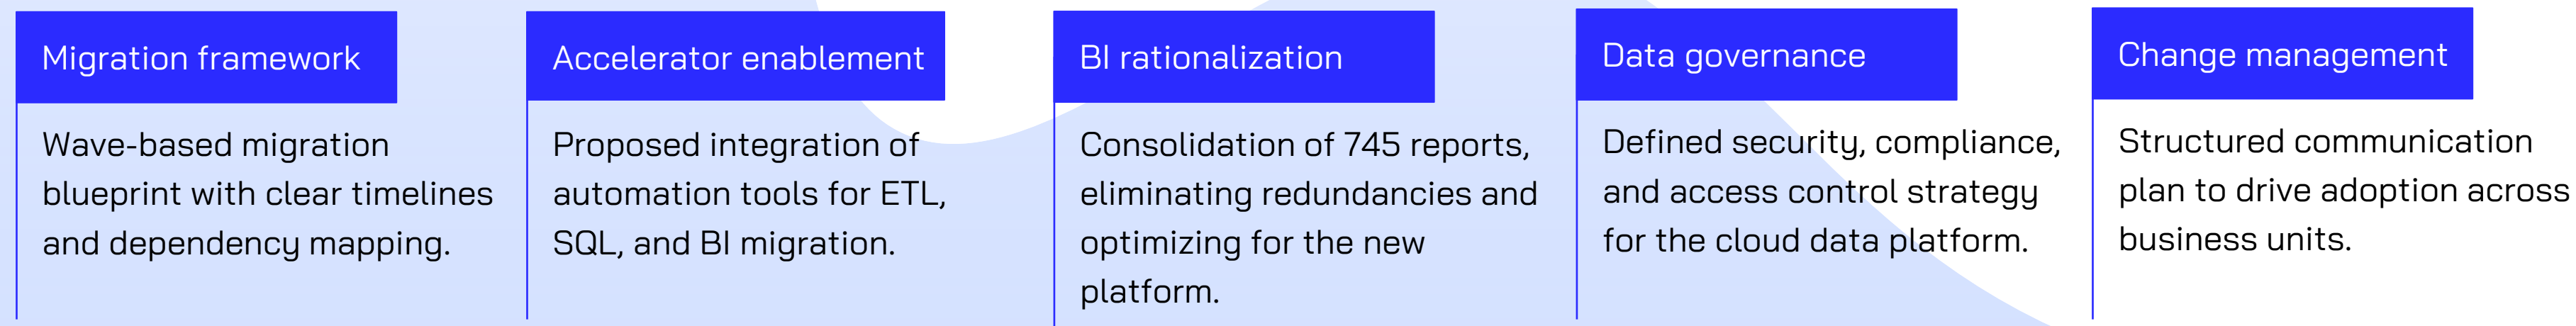 Migration framework
Wave-based migration
blueprint with clear timelines
and dependency mapping.
Accelerator enablement
Proposed integration of
automation tools for ETL,
SQL, and BI migration.
BI rationalization
Consolidation of 745 reports,
eliminating redundancies and
optimizing for the new
platform.
Data governance
Defined security, compliance,
and access control strategy
for the cloud data platform.
Change management
Structured communication
plan to drive adoption across
business units.